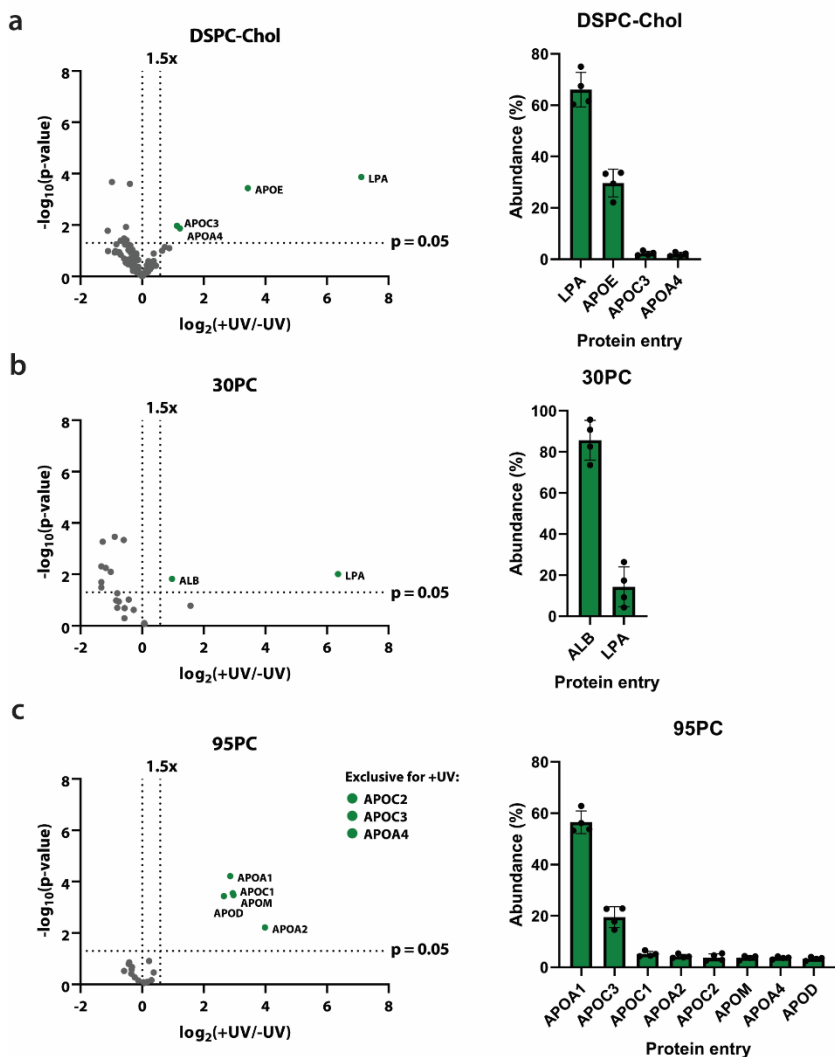 a
DSPC-Chol
1.5x
8
6
4
2
0
-log10(p-value)
LPA
APOE
APOC3
APOA4
p = 0.05
-2
0
2
4
6
8
log2(+UV/-UV)
DSPC-Chol
80
60
40
20
0
Abundance (%)
LPA
APOE
APOC3
APOA4
Protein entry
b
30PC
1.5x
8
6
4
2
0
-log10(p-value)
ALB
LPA
p = 0.05
-2
0
2
4
6
8
log2(+UV/-UV)
30PC
100
80
60
40
20
0
Abundance (%)
ALB
LPA
Protein entry
c
95PC
1.5x
Exclusive for +UV:
APOC2
APOC3
APOA4
8
6
4
2
0
-log10(p-value)
APOA1
APOC1
APOM
APOD
APOA2
p = 0.05
-2
0
2
4
6
8
log2(+UV/-UV)
95PC
80
60
40
20
0
Abundance (%)
APOA1
APOC3
APOC1
APOA2
APOC2
APOM
APOA4
APOD
Protein entry